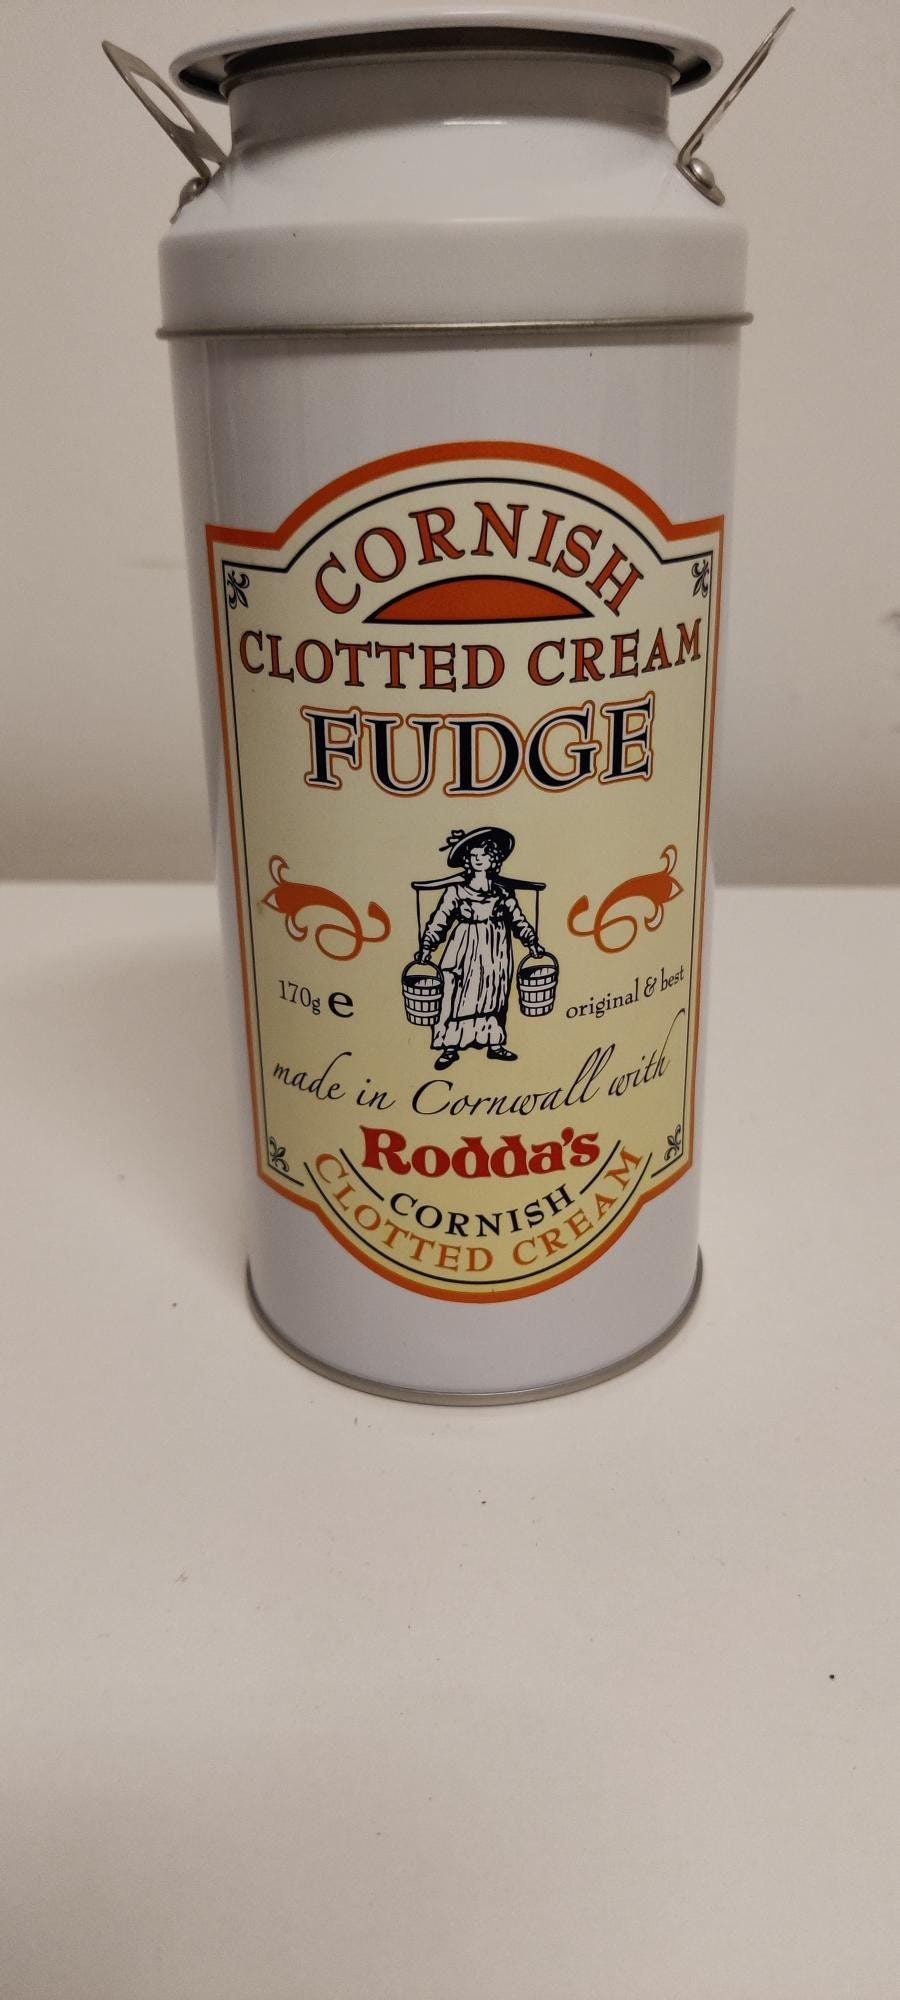 CORNISH
CLOTTED CREAM
FUDGE
170g e
original & best
made in Cornwall with
Rodda's
CORNISH
CLOTTED CREAM